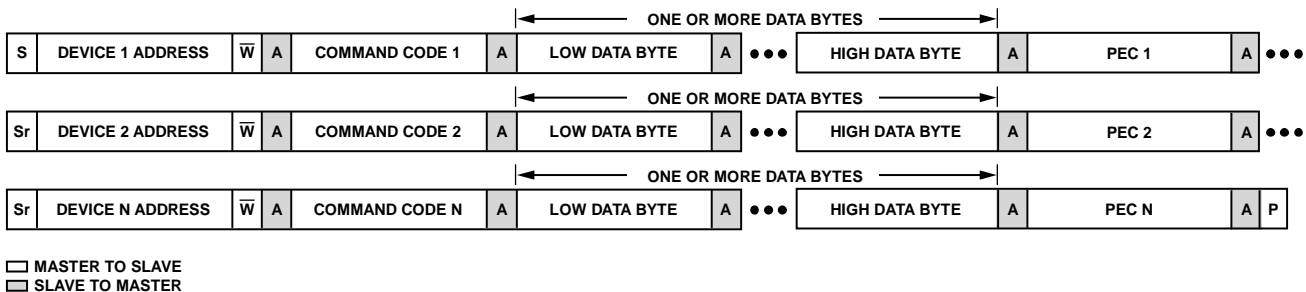 ONE OR MORE DATA BYTES
S DEVICE 1 ADDRESS W̅ A COMMAND CODE 1 A LOW DATA BYTE A ••• HIGH DATA BYTE A PEC 1 A •••
ONE OR MORE DATA BYTES
Sr DEVICE 2 ADDRESS W̅ A COMMAND CODE 2 A LOW DATA BYTE A ••• HIGH DATA BYTE A PEC 2 A •••
ONE OR MORE DATA BYTES
Sr DEVICE N ADDRESS W̅ A COMMAND CODE N A LOW DATA BYTE A ••• HIGH DATA BYTE A PEC N A P
MASTER TO SLAVE
SLAVE TO MASTER